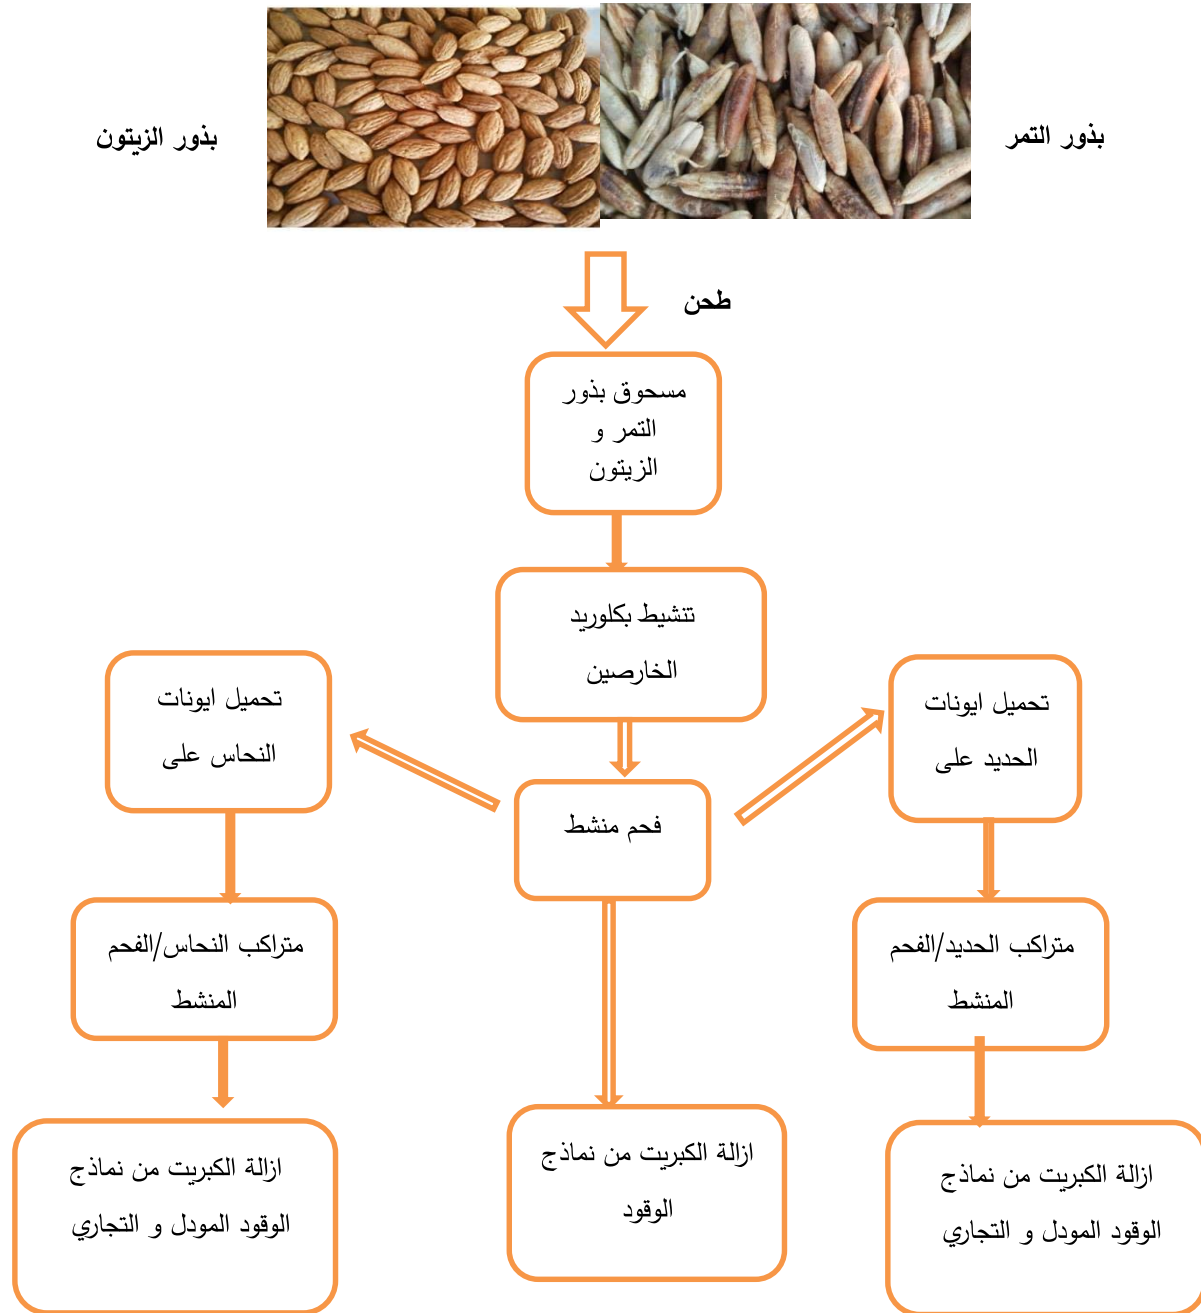 بذور التمر
بذور الزيتون
طحن
مسحوق بذور
التمر و
الزيتون
تنشيط بكلوريد
الخارصين
تحميل ايونات
الحديد على
تحميل ايونات
النحاس على
فحم منشط
متراكب الحديد/الفحم
المنشط
متراكب النحاس/الفحم
المنشط
ازالة الكبريت من نماذج
الوقود المودل و التجاري
ازالة الكبريت من نماذج
الوقود
ازالة الكبريت من نماذج
الوقود المودل و التجاري